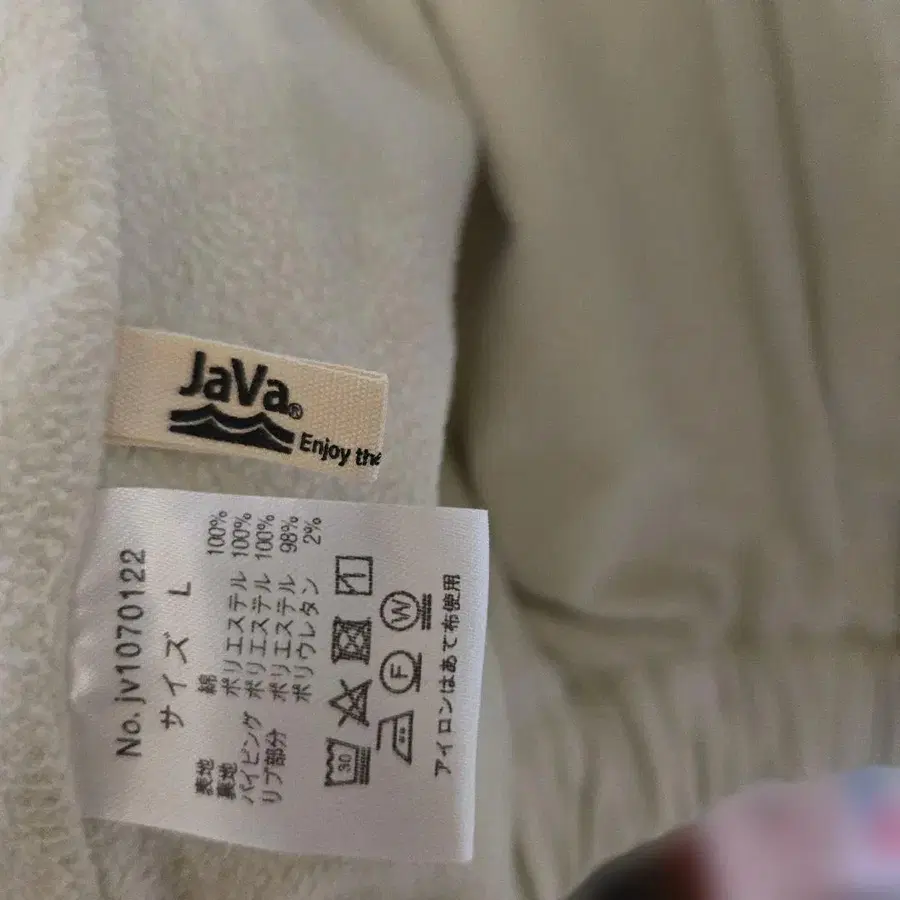 JaVa®
Enjoy the
No. jv1070122
サイズ L
表地 綿 100%
裏地 ポリエステル 100%
パイピング ポリエステル 100%
リブ部分 ポリエステル 98%
ポリウレタン 2%
30
F W
アイロンはあて布使用